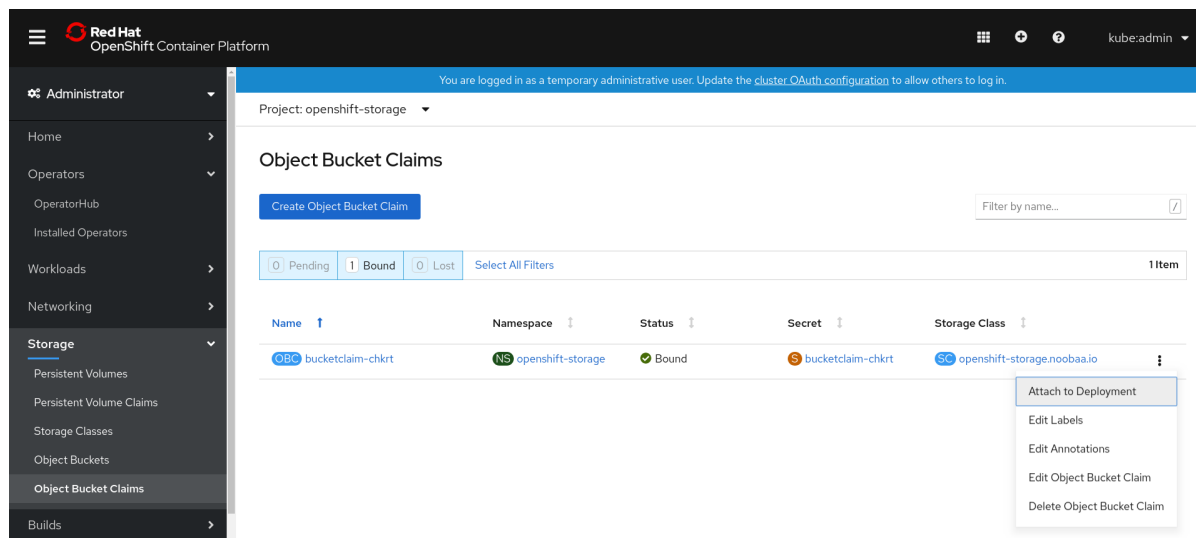 Red Hat
OpenShift Container Platform
kube:admin
Administrator
You are logged in as a temporary administrative user. Update the cluster OAuth configuration to allow others to log in.
Project: openshift-storage
Home
Operators
OperatorHub
Installed Operators
Workloads
Networking
Storage
Persistent Volumes
Persistent Volume Claims
Storage Classes
Object Buckets
Object Bucket Claims
Builds
Object Bucket Claims
Create Object Bucket Claim
Filter by name...
/
0 Pending 1 Bound 0 Lost Select All Filters 1 Item
Name Namespace Status Secret Storage Class
OBC bucketclaim-chkrt NS openshift-storage Bound S bucketclaim-chkrt SC openshift-storage.noobaa.io
Attach to Deployment
Edit Labels
Edit Annotations
Edit Object Bucket Claim
Delete Object Bucket Claim